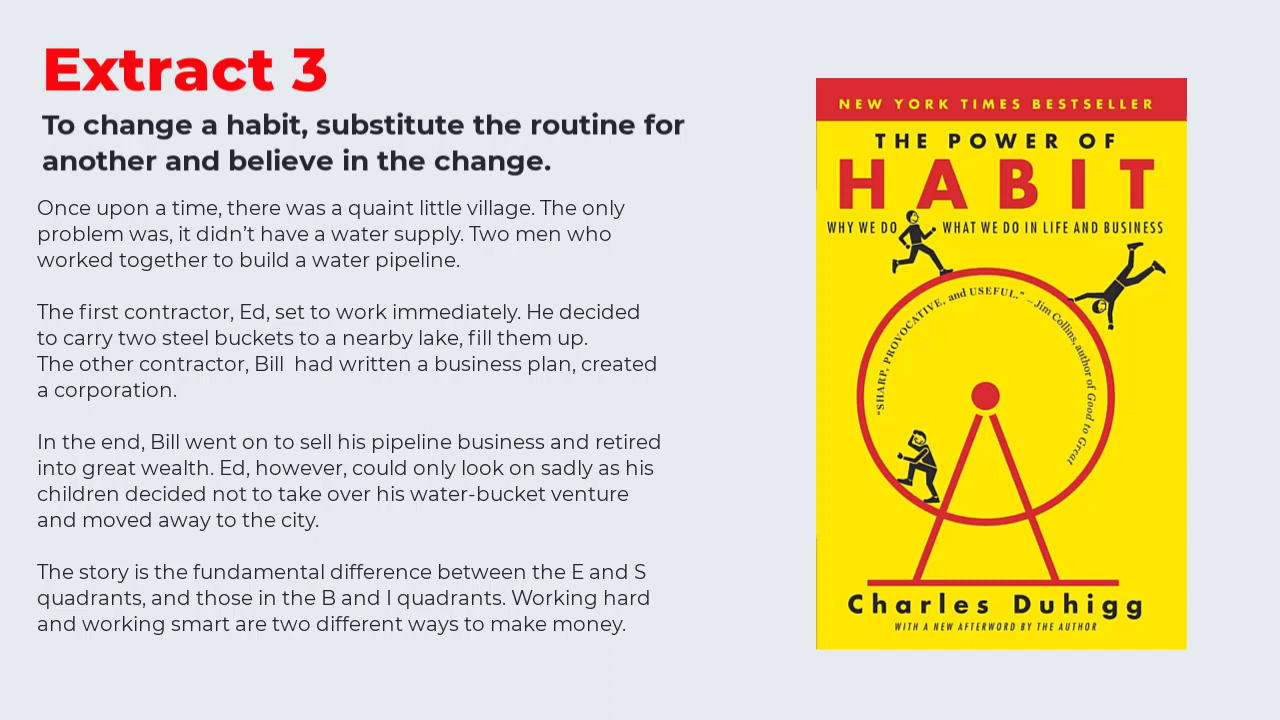 Extract 3
To change a habit, substitute the routine for
another and believe in the change.
Once upon a time, there was a quaint little village. The only
problem was, it didn't have a water supply. Two men who
worked together to build a water pipeline.
The first contractor, Ed, set to work immediately. He decided
to carry two steel buckets to a nearby lake, fill them up.
The other contractor, Bill  had written a business plan, created
a corporation.
In the end, Bill went on to sell his pipeline business and retired
into great wealth. Ed, however, could only look on sadly as his
children decided not to take over his water-bucket venture
and moved away to the city.
The story is the fundamental difference between the E and S
quadrants, and those in the B and I quadrants. Working hard
and working smart are two different ways to make money.
NEW YORK TIMES BESTSELLER
THE POWER OF
HABIT
WHY WE DO WHAT WE DO IN LIFE AND BUSINESS
"SHARP, PROVOCATIVE, and USEFUL." —Jim Collins, author of Good to Great
Charles Duhigg
WITH A NEW AFTERWORD BY THE AUTHOR